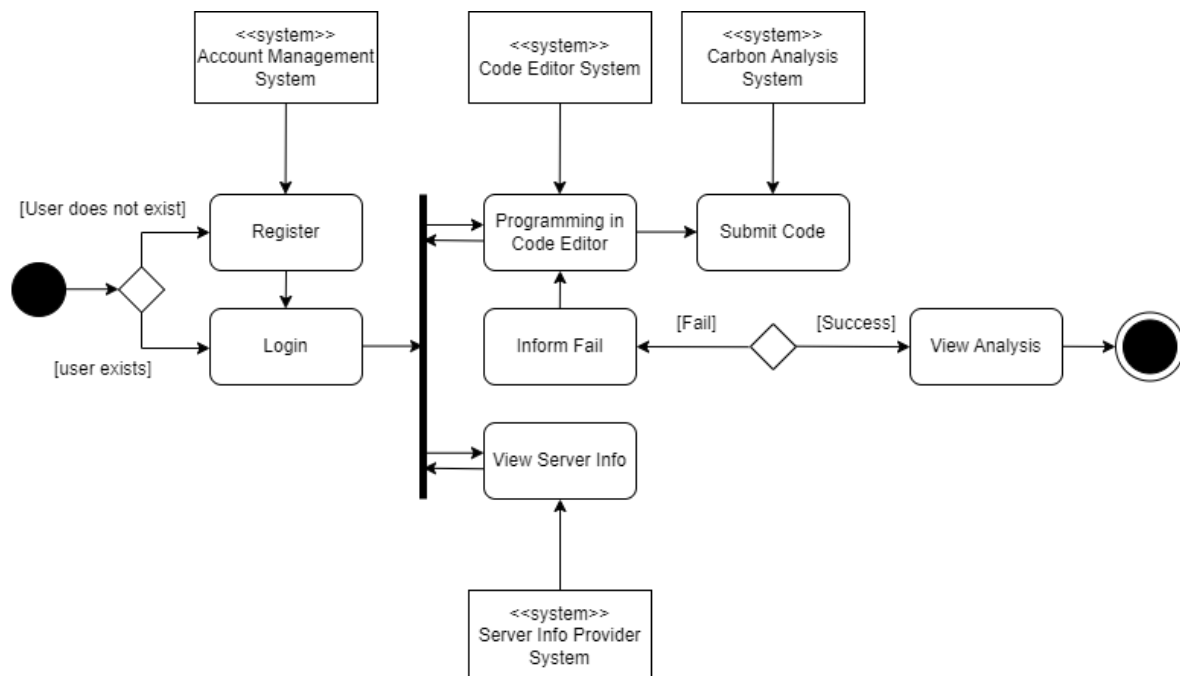 <<system>>
Account Management
System
<<system>>
Code Editor System
<<system>>
Carbon Analysis
System
[User does not exist]
Register
Programming in
Code Editor
Submit Code
[user exists]
Login
Inform Fail
[Fail]
[Success]
View Analysis
View Server Info
<<system>>
Server Info Provider
System